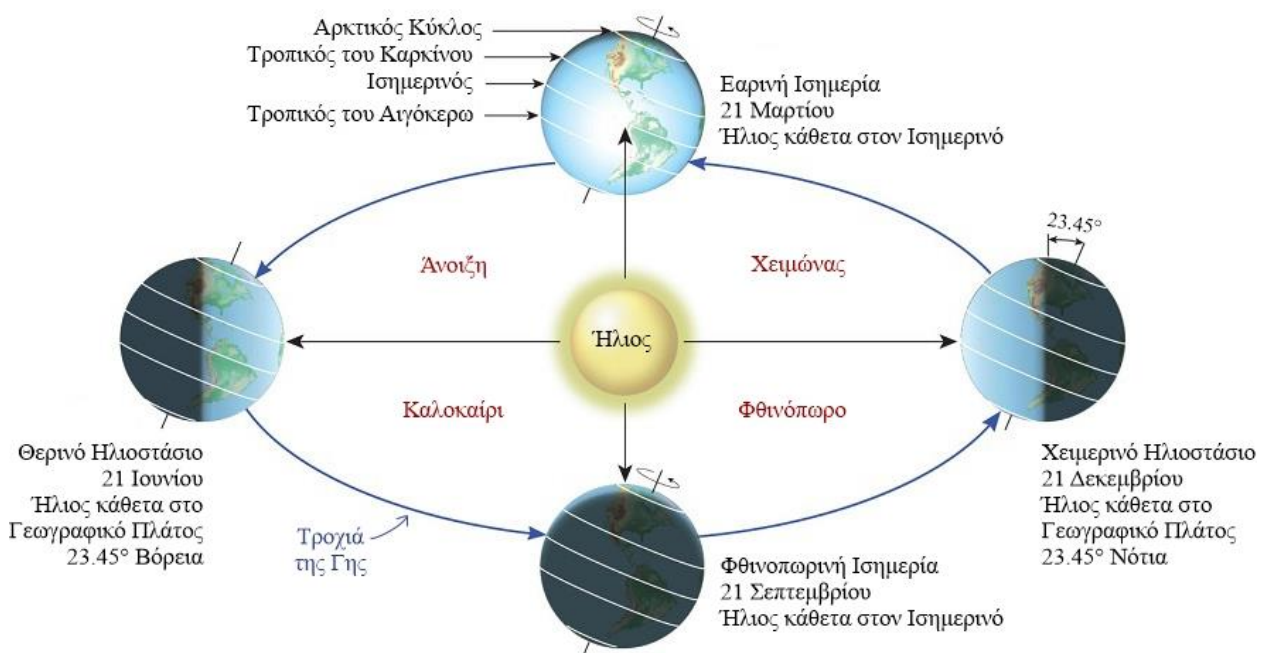 Αρκτικός Κύκλος
Τροπικός του Καρκίνου
Ισημερινός
Τροπικός του Αιγόκερω
Εαρινή Ισημερία
21 Μαρτίου
Ήλιος κάθετα στον Ισημερινό
23.45°
Άνοιξη
Χειμώνας
Ήλιος
Καλοκαίρι
Φθινόπωρο
Θερινό Ηλιοστάσιο
21 Ιουνίου
Ήλιος κάθετα στο
Γεωγραφικό Πλάτος
23.45° Βόρεια
Τροχιά
της Γης
Φθινοπωρινή Ισημερία
21 Σεπτεμβρίου
Ήλιος κάθετα στον Ισημερινό
Χειμερινό Ηλιοστάσιο
21 Δεκεμβρίου
Ήλιος κάθετα στο
Γεωγραφικό Πλάτος
23.45° Νότια